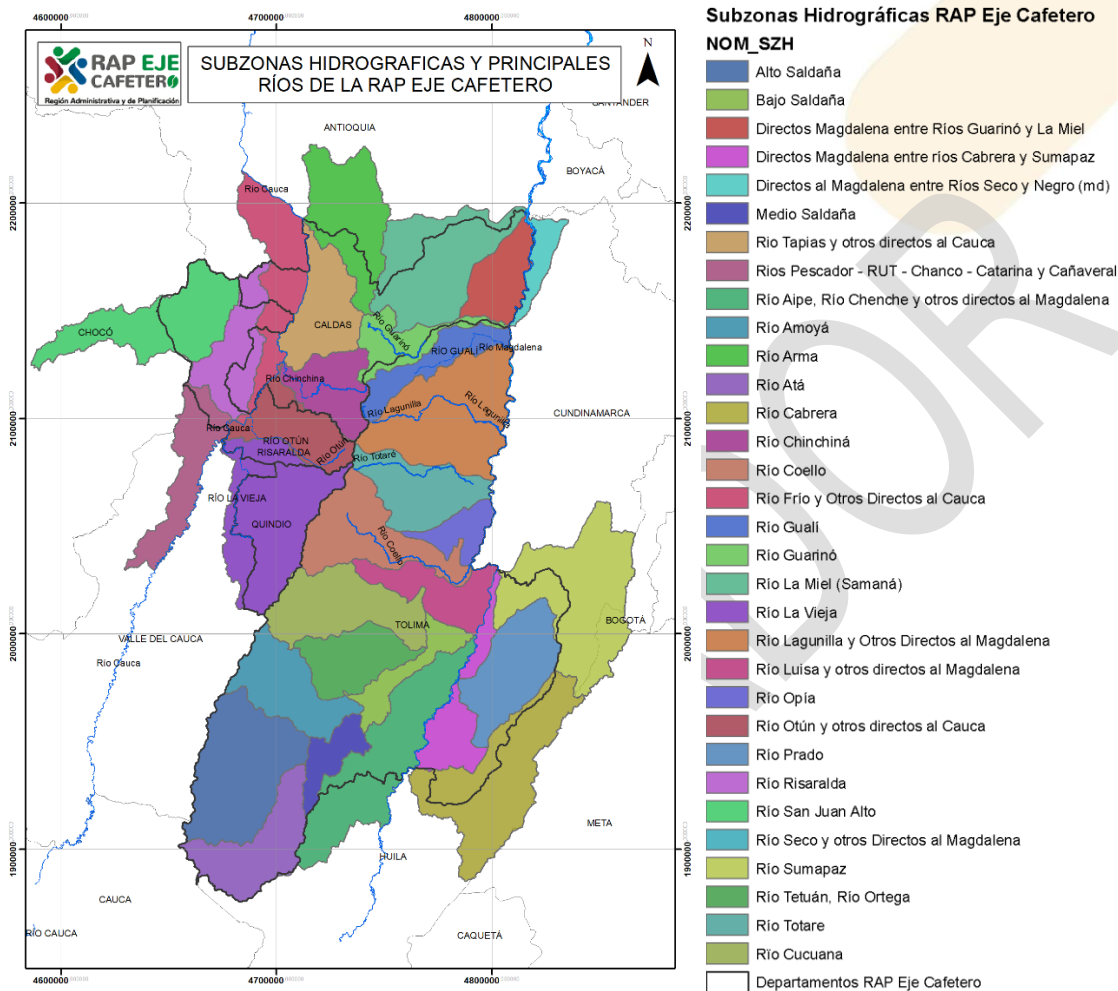 4600000
4700000
4800000
RAP EJE
CAFETERO
Región Administrativa y de Planificación
SUBZONAS HIDROGRAFICAS Y PRINCIPALES
RÍOS DE LA RAP EJE CAFETERO
N
SANTANDER
ANTIOQUIA
BOYACÁ
Río Cauca
2200000
2200000
CHOCÓ
CALDAS
Río Guarinó
RÍO GUALÍ
Río Magdalena
Río Chinchina
Río Lagunilla
Río Lagunilla
CUNDINAMARCA
2100000
2100000
Río Cauca
RÍO OTÚN
RISARALDA
Río Otún
Río Totaré
RÍO LA VIEJA
QUINDIO
Río Coello
TOLIMA
BOGOTÁ
2000000
2000000
VALLE DEL CAUCA
Río Cauca
META
1900000
1900000
HUILA
CAUCA
RÍO CAUCA
CAQUETÁ
4600000
4700000
4800000
Subzonas Hidrográficas RAP Eje Cafetero
NOM_SZH
Alto Saldaña
Bajo Saldaña
Directos Magdalena entre Ríos Guarinó y La Miel
Directos Magdalena entre ríos Cabrera y Sumapaz
Directos al Magdalena entre Ríos Seco y Negro (md)
Medio Saldaña
Rio Tapias y otros directos al Cauca
Rios Pescador - RUT - Chanco - Catarina y Cañaveral
Río Aipe, Río Chenche y otros directos al Magdalena
Río Amoyá
Río Arma
Río Atá
Río Cabrera
Río Chinchiná
Río Coello
Río Frío y Otros Directos al Cauca
Río Gualí
Río Guarinó
Río La Miel (Samaná)
Río La Vieja
Río Lagunilla y Otros Directos al Magdalena
Río Luisa y otros directos al Magdalena
Río Opía
Río Otún y otros directos al Cauca
Río Prado
Río Risaralda
Río San Juan Alto
Río Seco y otros Directos al Magdalena
Río Sumapaz
Río Tetuán, Río Ortega
Río Totare
Rïo Cucuana
Departamentos RAP Eje Cafetero